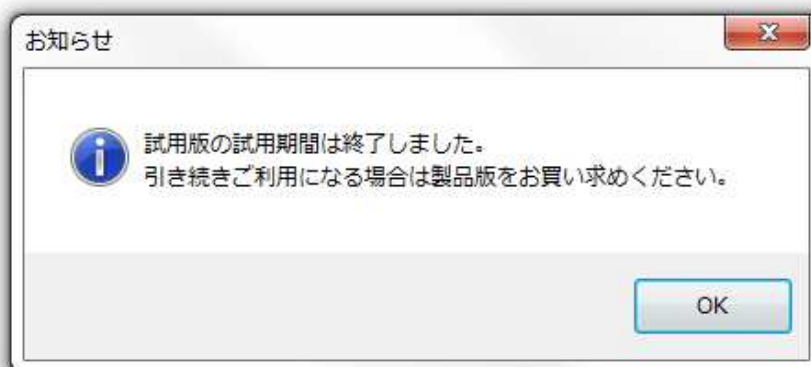 お知らせ
試用版の試用期間は終了しました。
引き続きご利用になる場合は製品版をお買い求めください。
OK